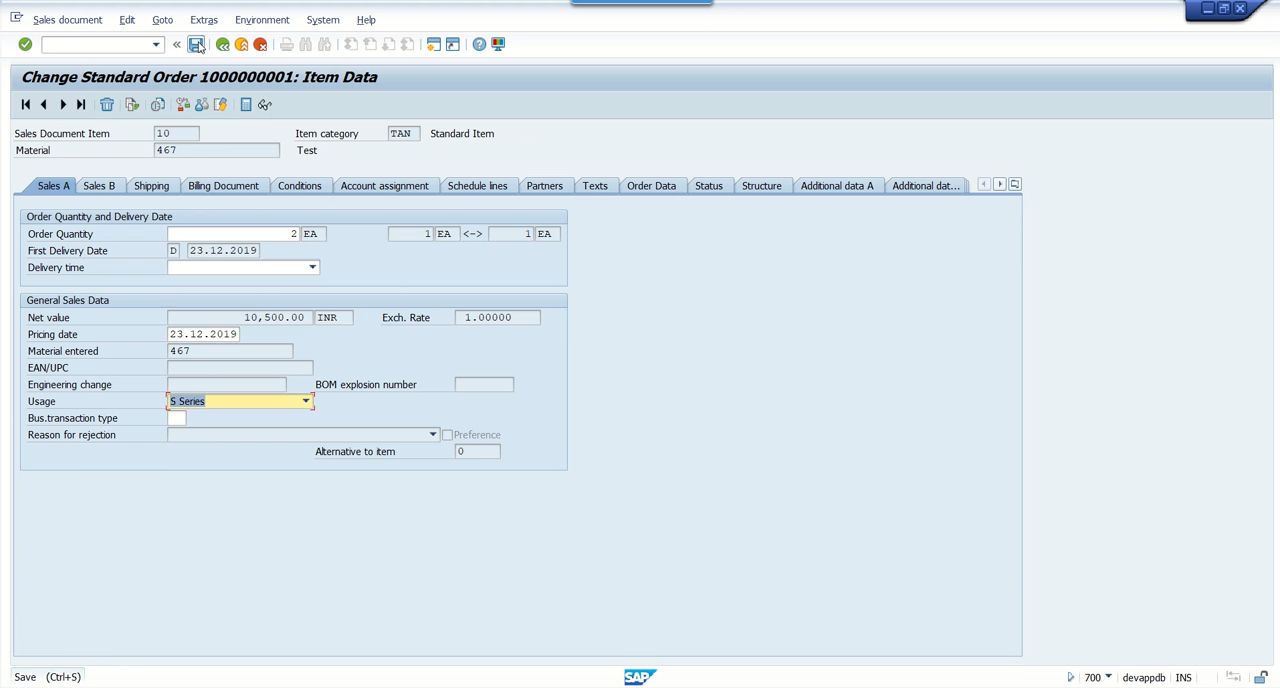 Sales document Edit Goto Extras Environment System Help
Change Standard Order 1000000001: Item Data
Sales Document Item 10 Item category TAN Standard Item
Material 467 Test
Sales A Sales B Shipping Billing Document Conditions Account assignment Schedule lines Partners Texts Order Data Status Structure Additional data A Additional dat...
Order Quantity and Delivery Date
Order Quantity 2 EA 1 EA <-> 1 EA
First Delivery Date D 23.12.2019
Delivery time
General Sales Data
Net value 10,500.00 INR Exch. Rate 1.00000
Pricing date 23.12.2019
Material entered 467
EAN/UPC
Engineering change BOM explosion number
Usage S Series
Bus.transaction type
Reason for rejection Preference
Alternative to item 0
Save (Ctrl+S) SAP 700 devappdb INS